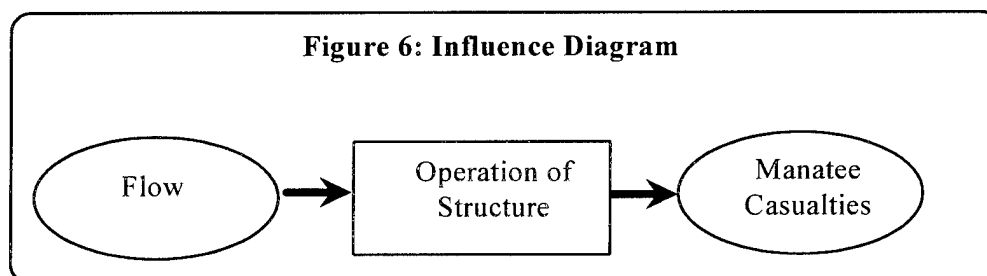 Figure 6: Influence Diagram
Flow
Operation of
Structure
Manatee
Casualties